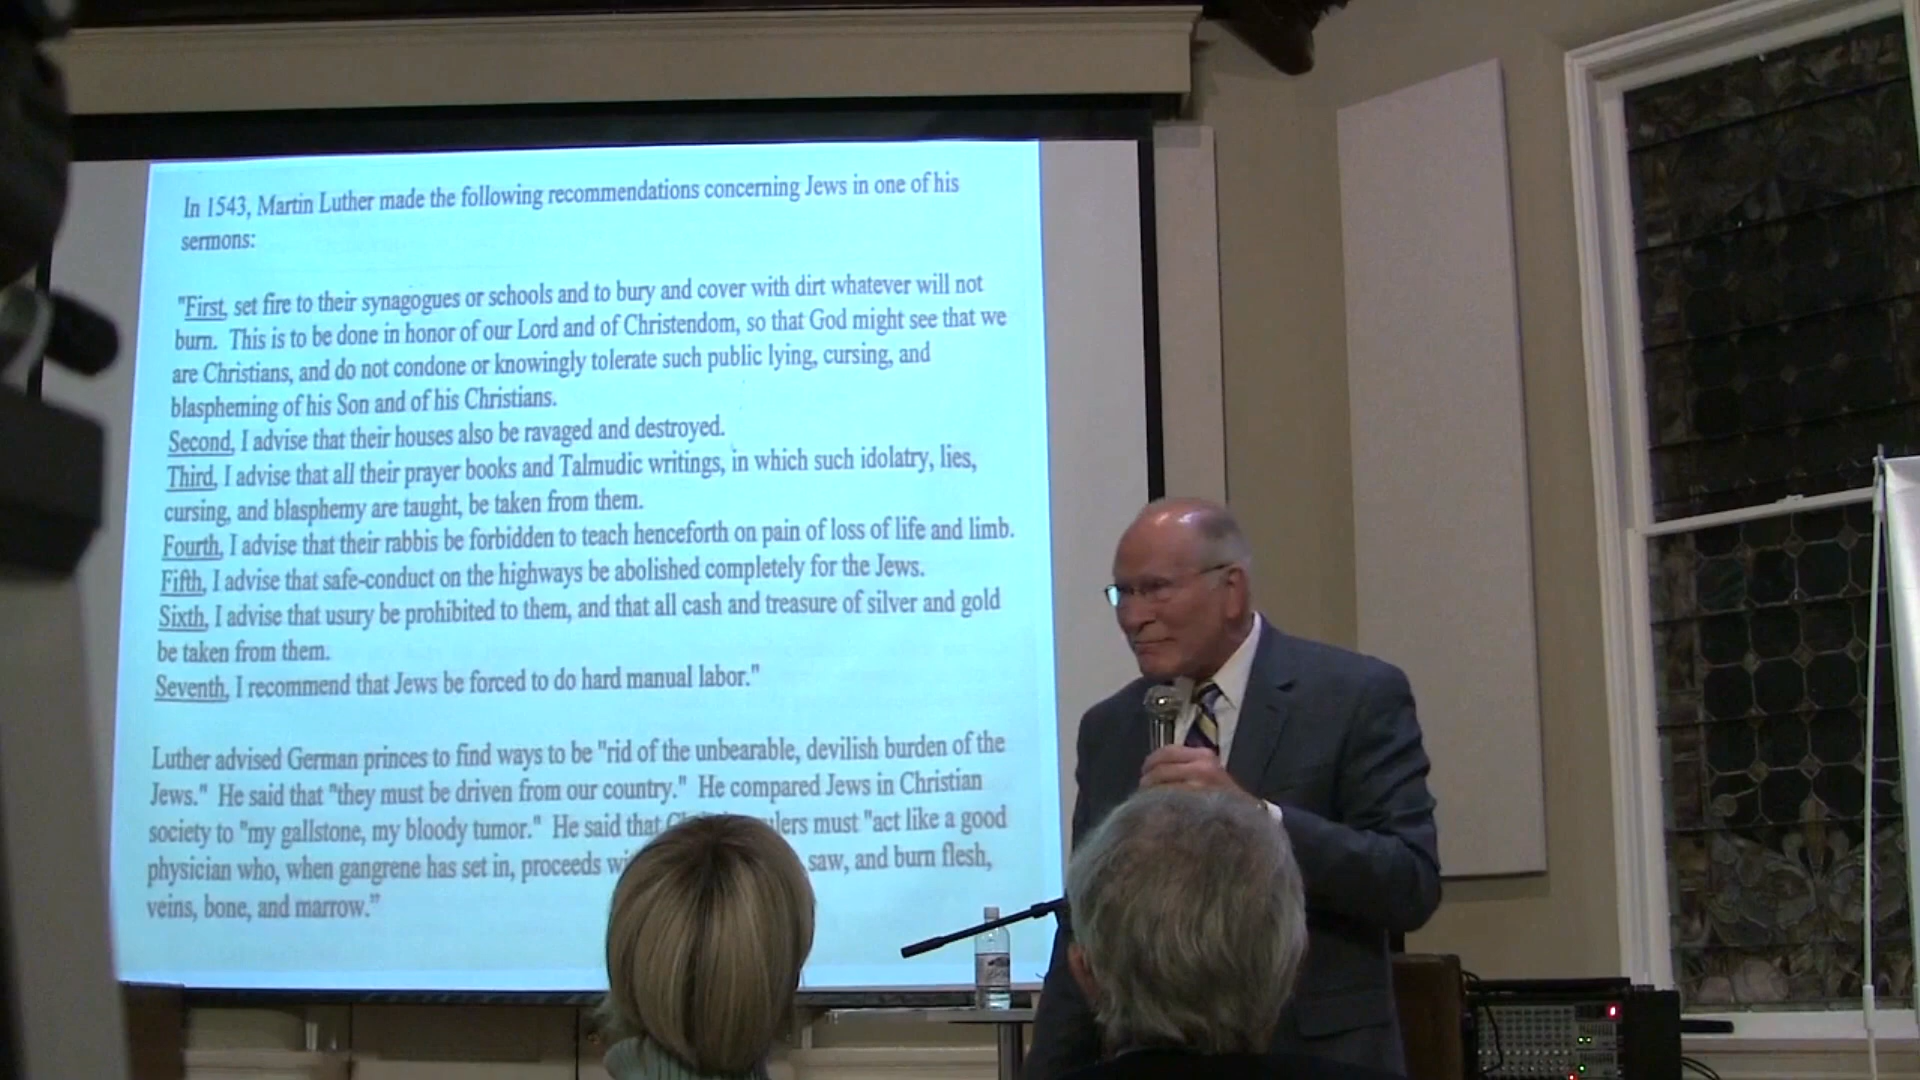 In 1543, Martin Luther made the following recommendations concerning Jews in one of his
sermons:
"First, set fire to their synagogues or schools and to bury and cover with dirt whatever will not
burn. This is to be done in honor of our Lord and of Christendom, so that God might see that we
are Christians, and do not condone or knowingly tolerate such public lying, cursing, and
blaspheming of his Son and of his Christians.
Second, I advise that their houses also be ravaged and destroyed.
Third, I advise that all their prayer books and Talmudic writings, in which such idolatry, lies,
cursing, and blasphemy are taught, be taken from them.
Fourth, I advise that their rabbis be forbidden to teach henceforth on pain of loss of life and limb.
Fifth, I advise that safe-conduct on the highways be abolished completely for the Jews.
Sixth, I advise that usury be prohibited to them, and that all cash and treasure of silver and gold
be taken from them.
Seventh, I recommend that Jews be forced to do hard manual labor."
Luther advised German princes to find ways to be "rid of the unbearable, devilish burden of the
Jews." He said that "they must be driven from our country." He compared Jews in Christian
society to "my gallstone, my bloody tumor." He said that must "act like a good
physician who, when gangrene has set in, proceeds saw, and burn flesh,
veins, bone, and marrow."